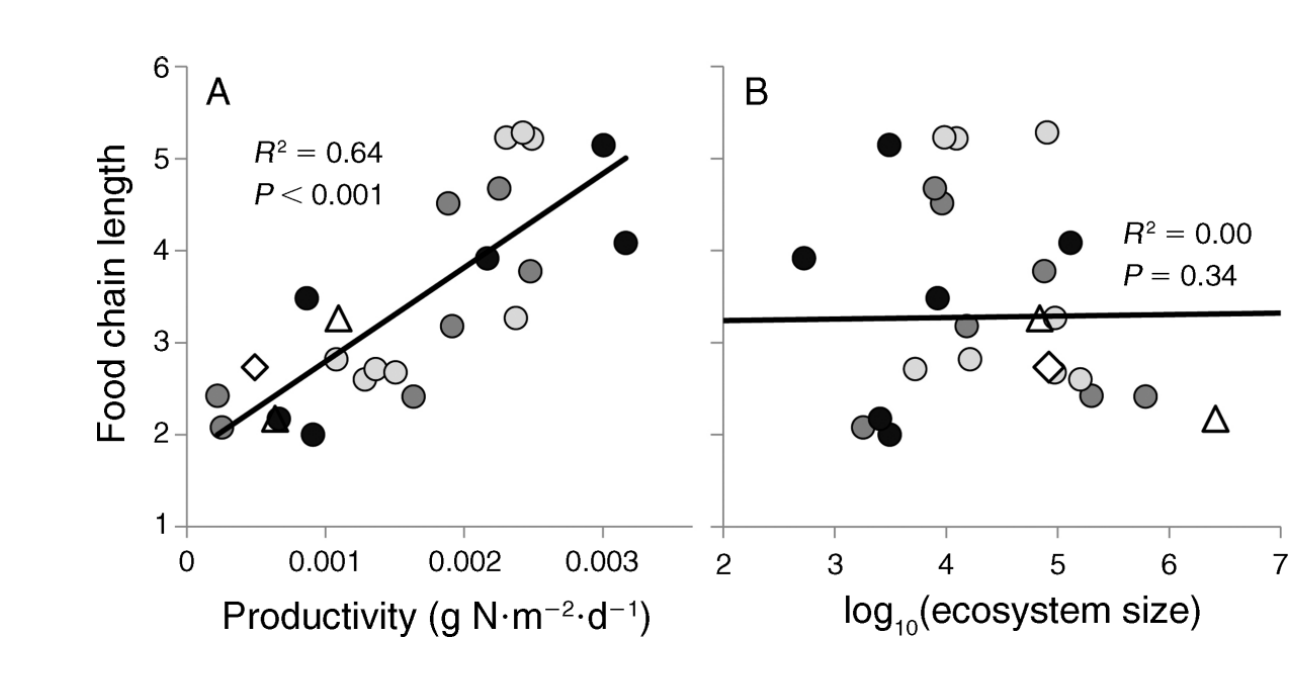 A
R² = 0.64
P < 0.001
6
5
4
3
2
1
Food chain length
0
0.001
0.002
0.003
Productivity (g N·m⁻²·d⁻¹)
B
R² = 0.00
P = 0.34
2
3
4
5
6
7
log₁₀(ecosystem size)